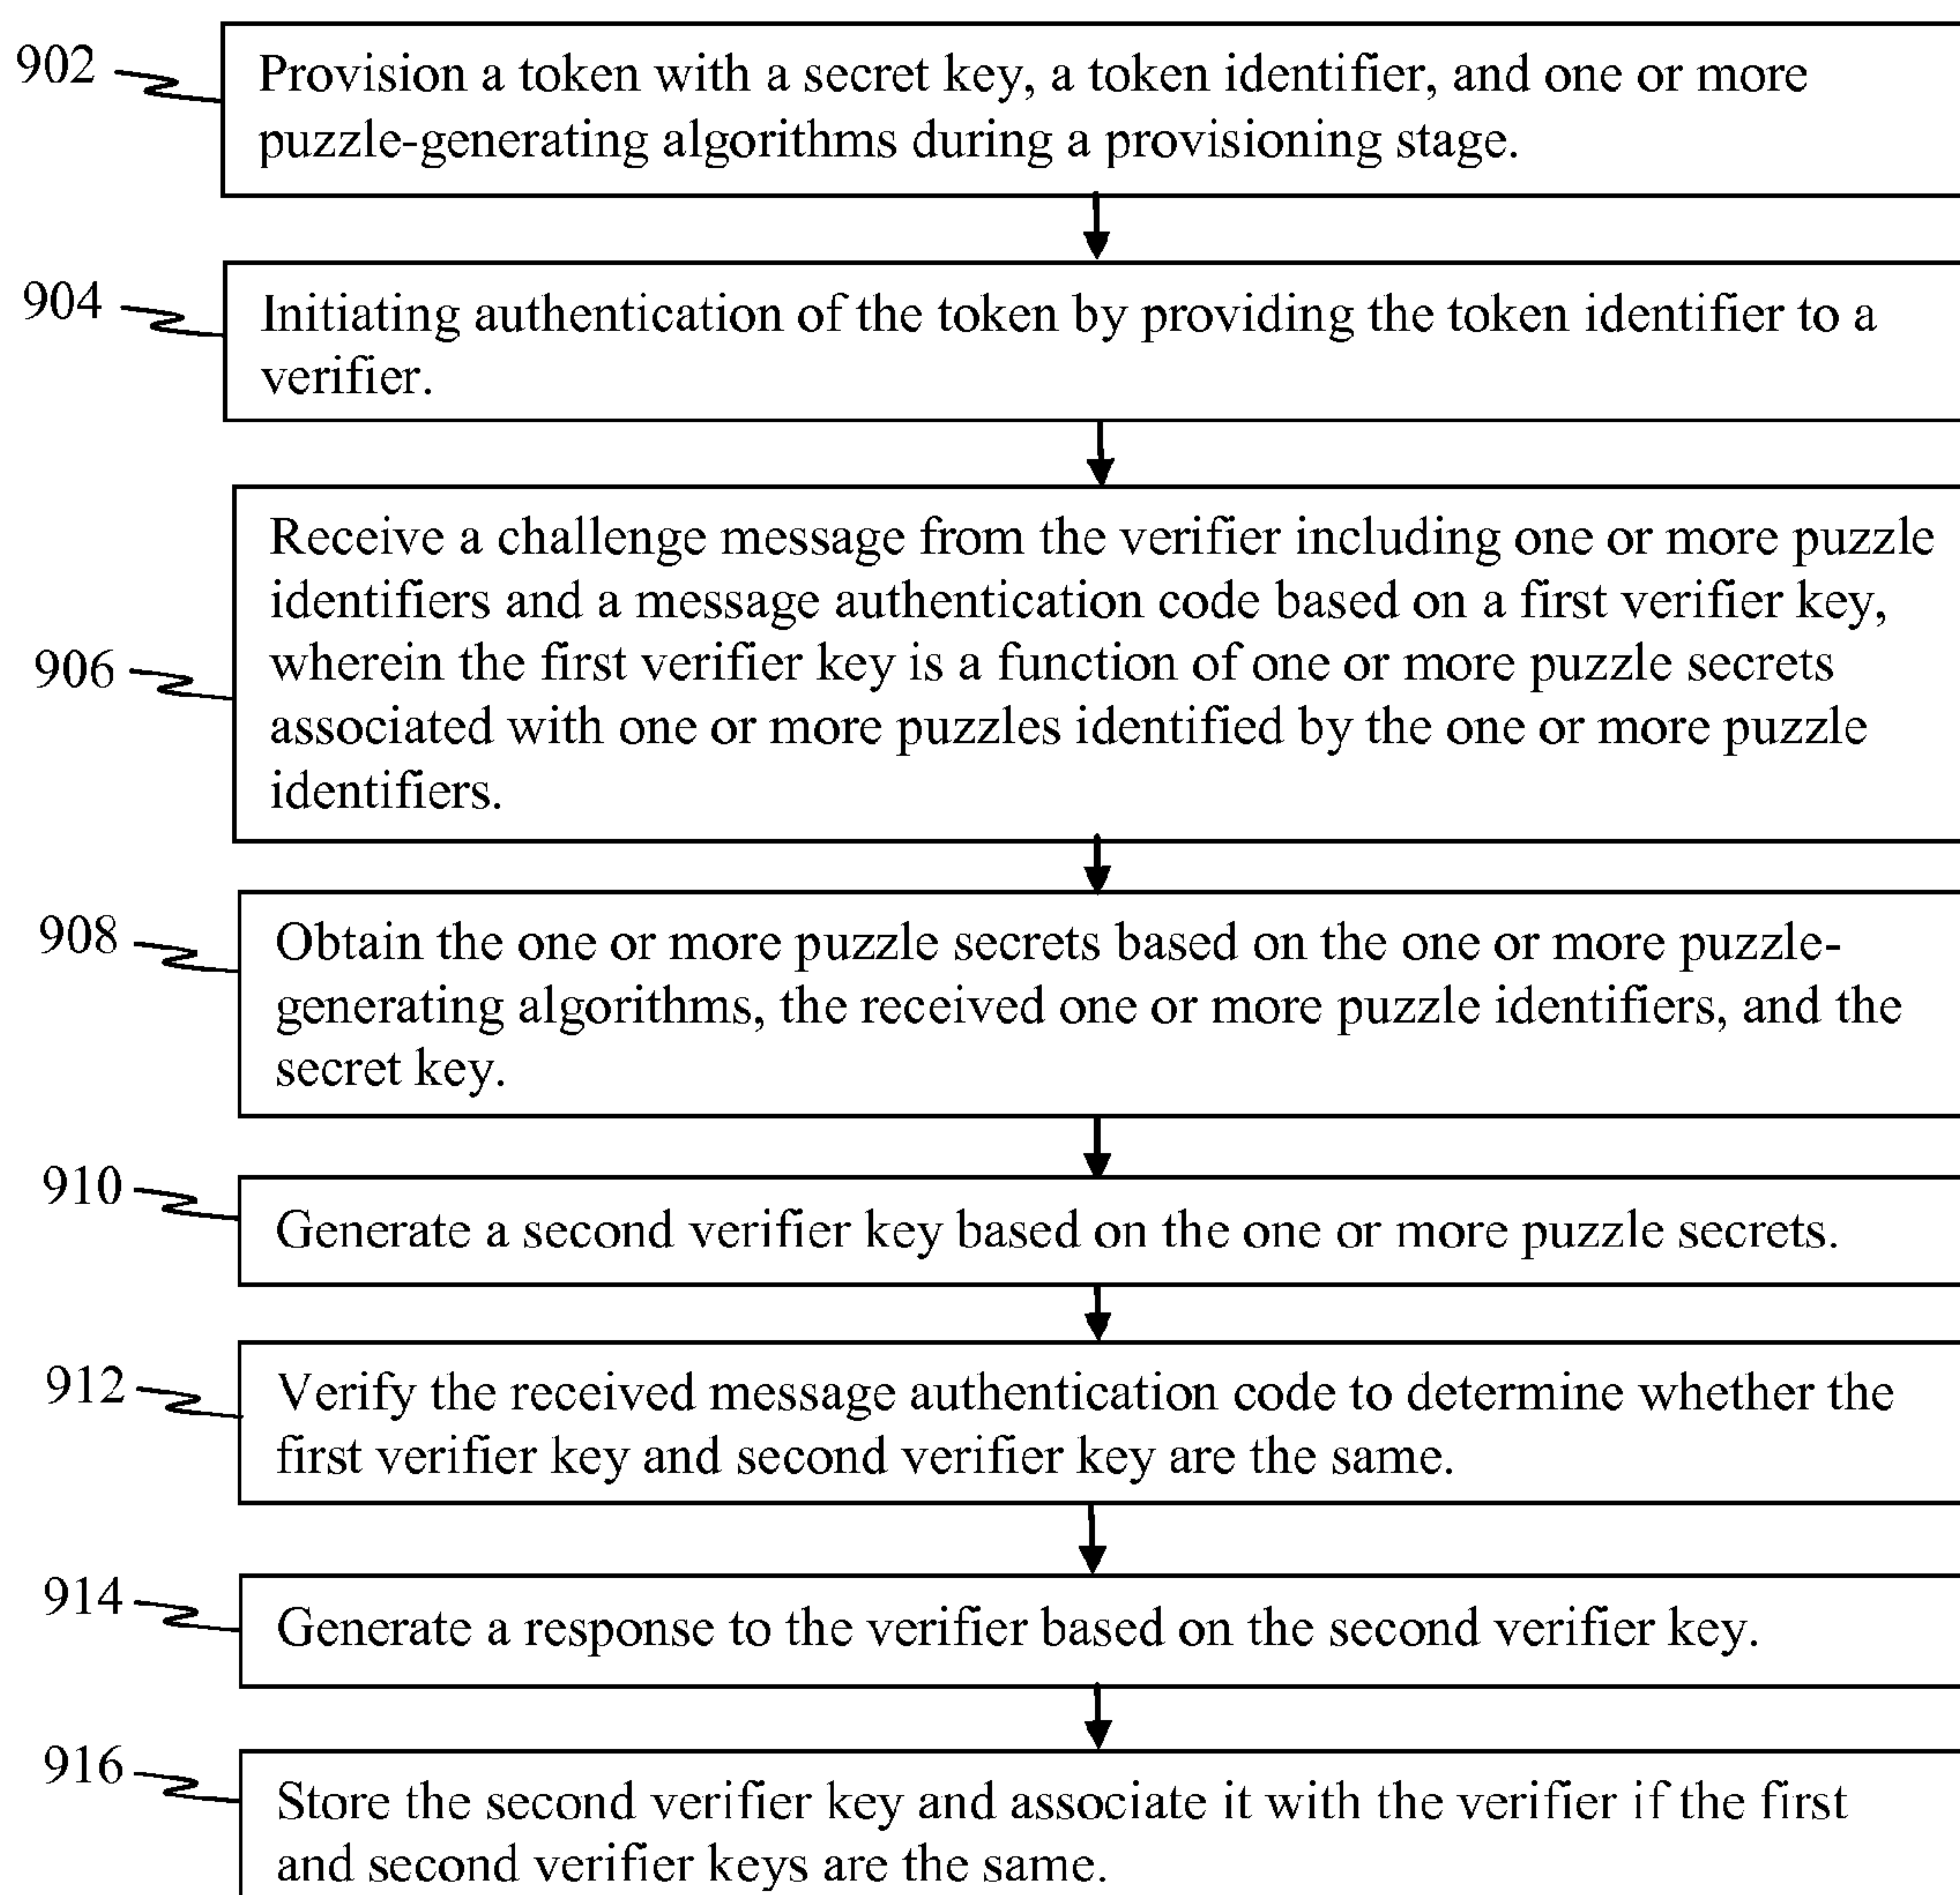 902
Provision a token with a secret key, a token identifier, and one or more
puzzle-generating algorithms during a provisioning stage.
904
Initiating authentication of the token by providing the token identifier to a
verifier.
906
Receive a challenge message from the verifier including one or more puzzle
identifiers and a message authentication code based on a first verifier key,
wherein the first verifier key is a function of one or more puzzle secrets
associated with one or more puzzles identified by the one or more puzzle
identifiers.
908
Obtain the one or more puzzle secrets based on the one or more puzzle-
generating algorithms, the received one or more puzzle identifiers, and the
secret key.
910
Generate a second verifier key based on the one or more puzzle secrets.
912
Verify the received message authentication code to determine whether the
first verifier key and second verifier key are the same.
914
Generate a response to the verifier based on the second verifier key.
916
Store the second verifier key and associate it with the verifier if the first
and second verifier keys are the same.